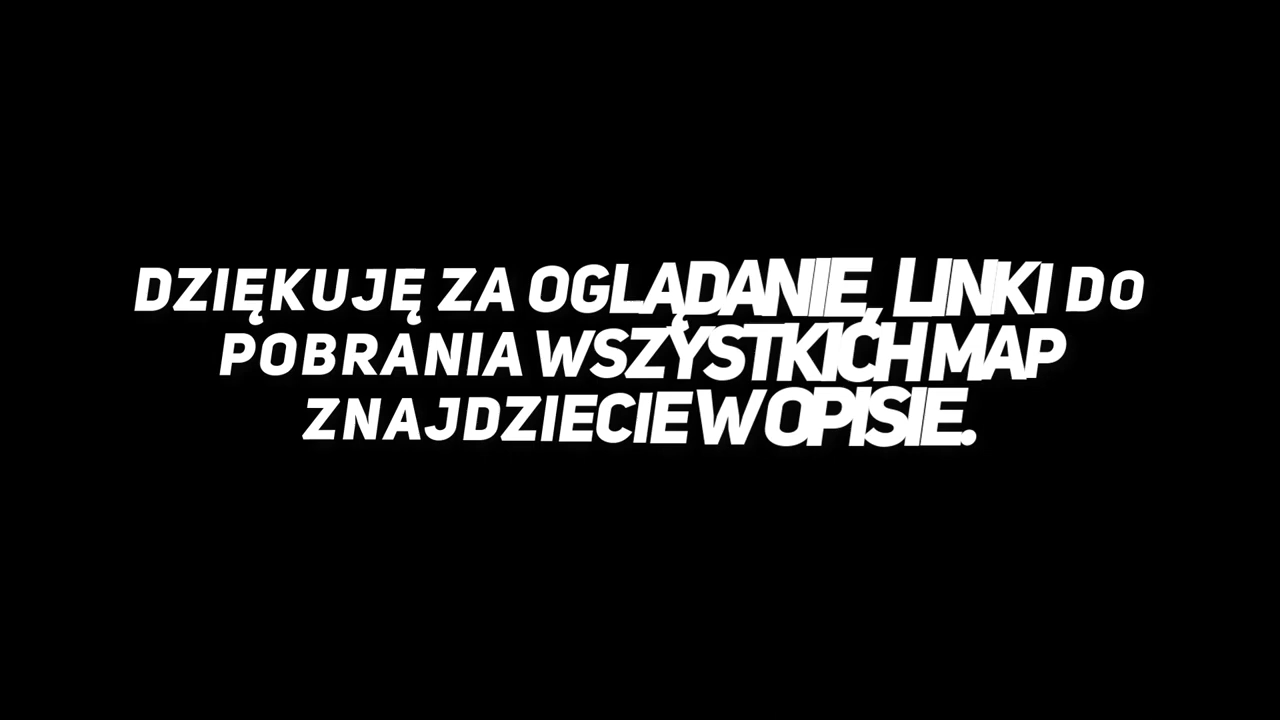 DZIĘKUJĘ ZA OGLĄDANIE, LINKI DO
POBRANIA WSZYSTKICH MAP
ZNAJDZIECIE W OPISIE.